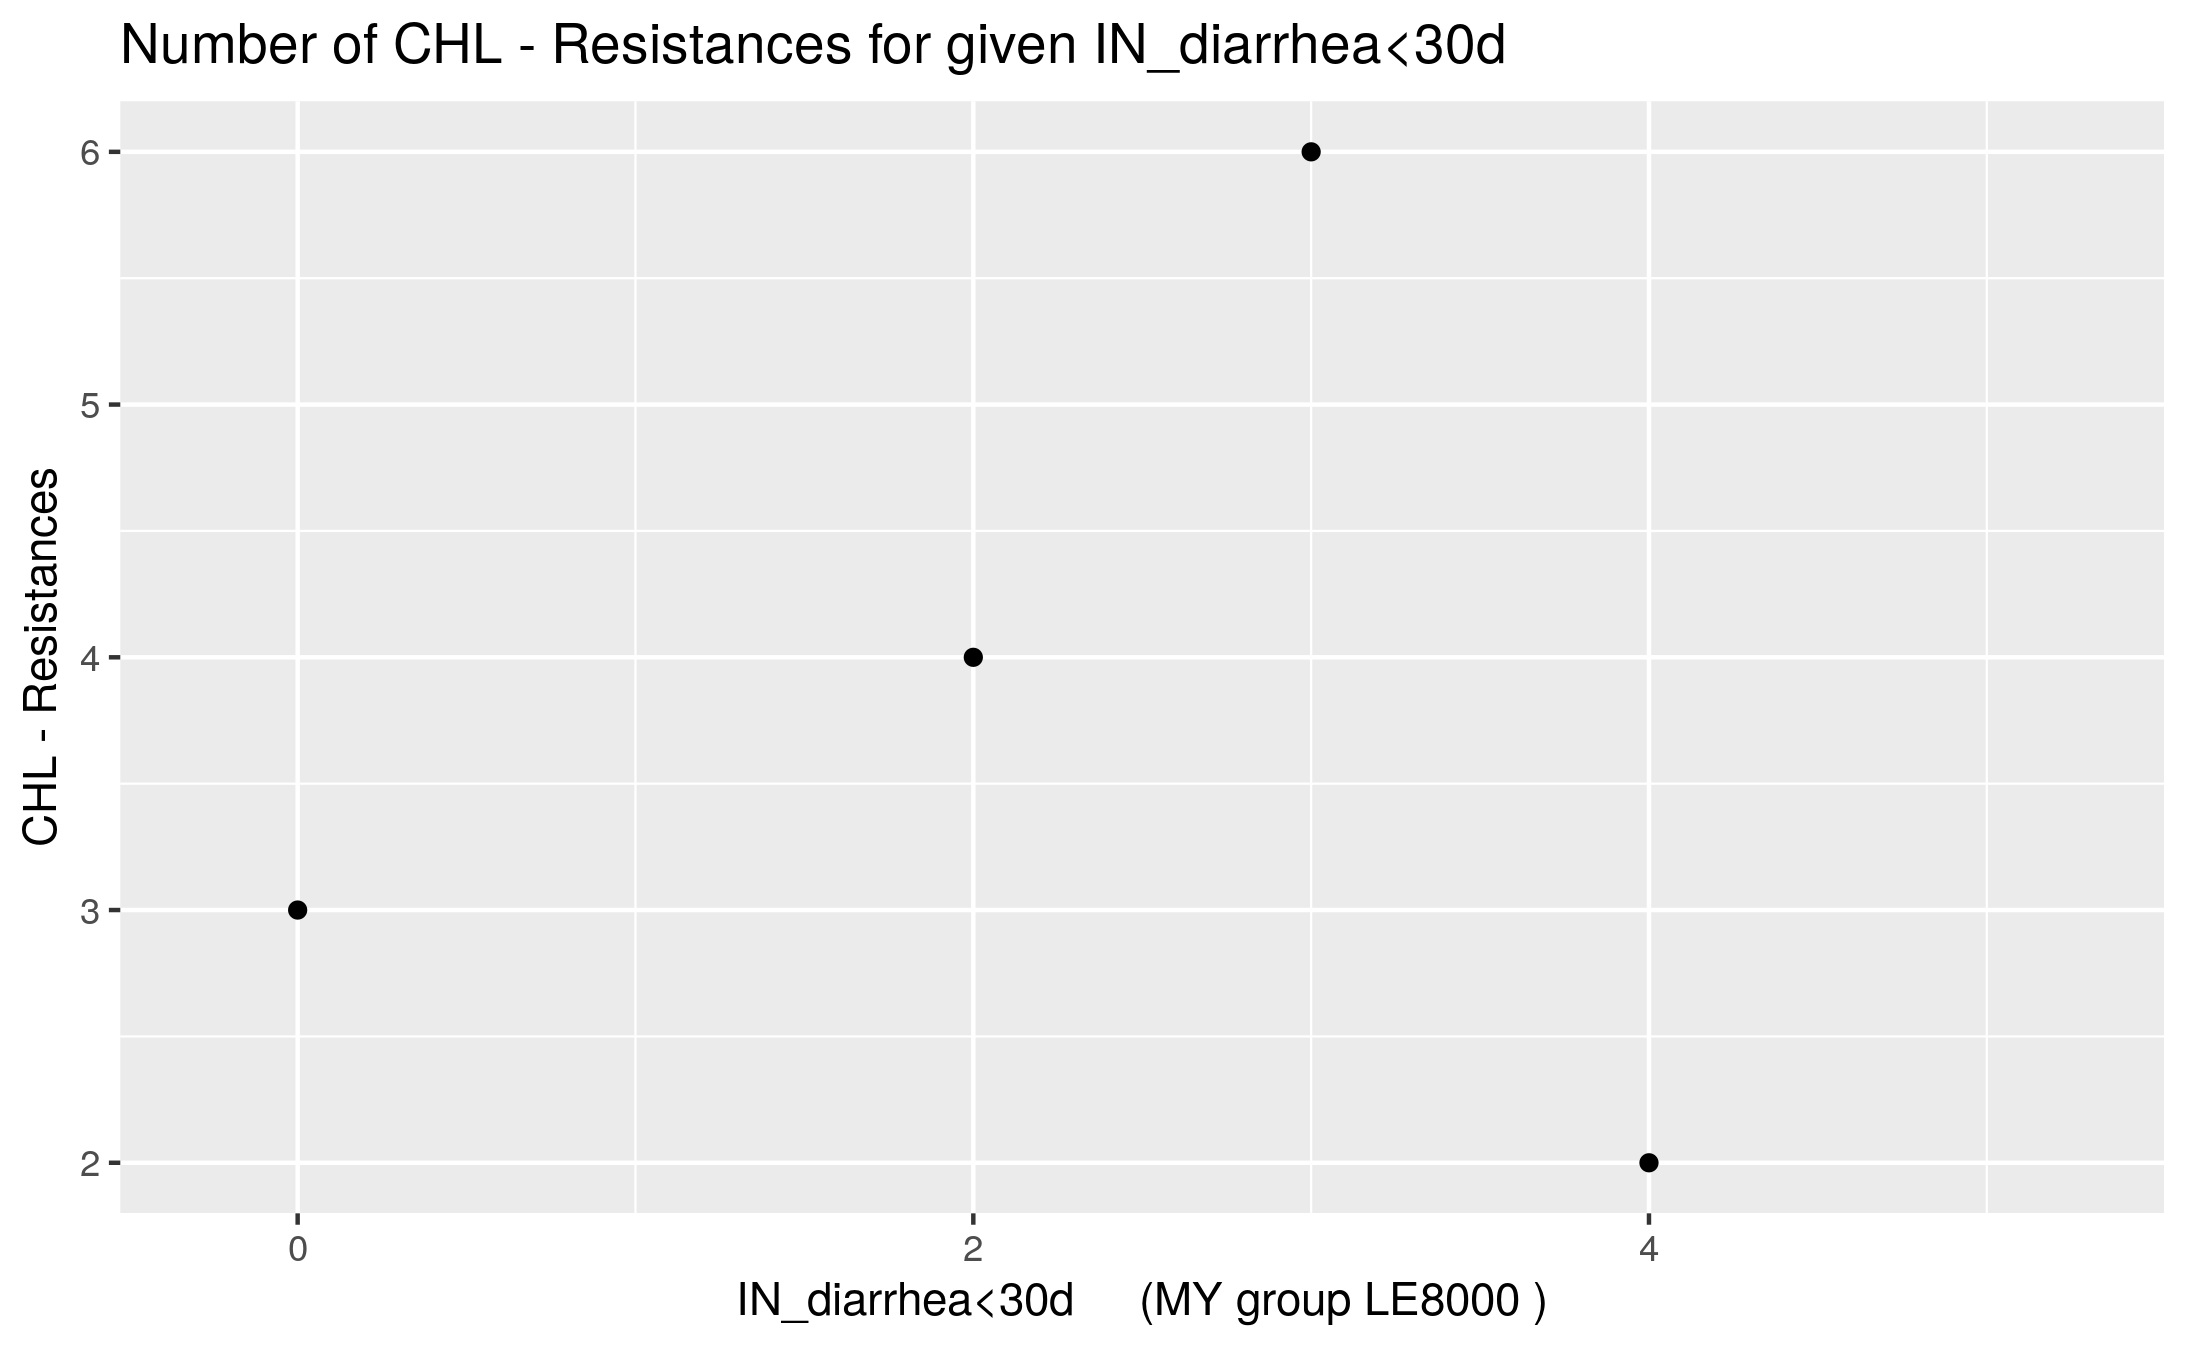 Number of CHL - Resistances for given IN_diarrhea<30d
6
5
4
3
2
CHL - Resistances
0 2 4
IN_diarrhea<30d (MY group LE8000 )